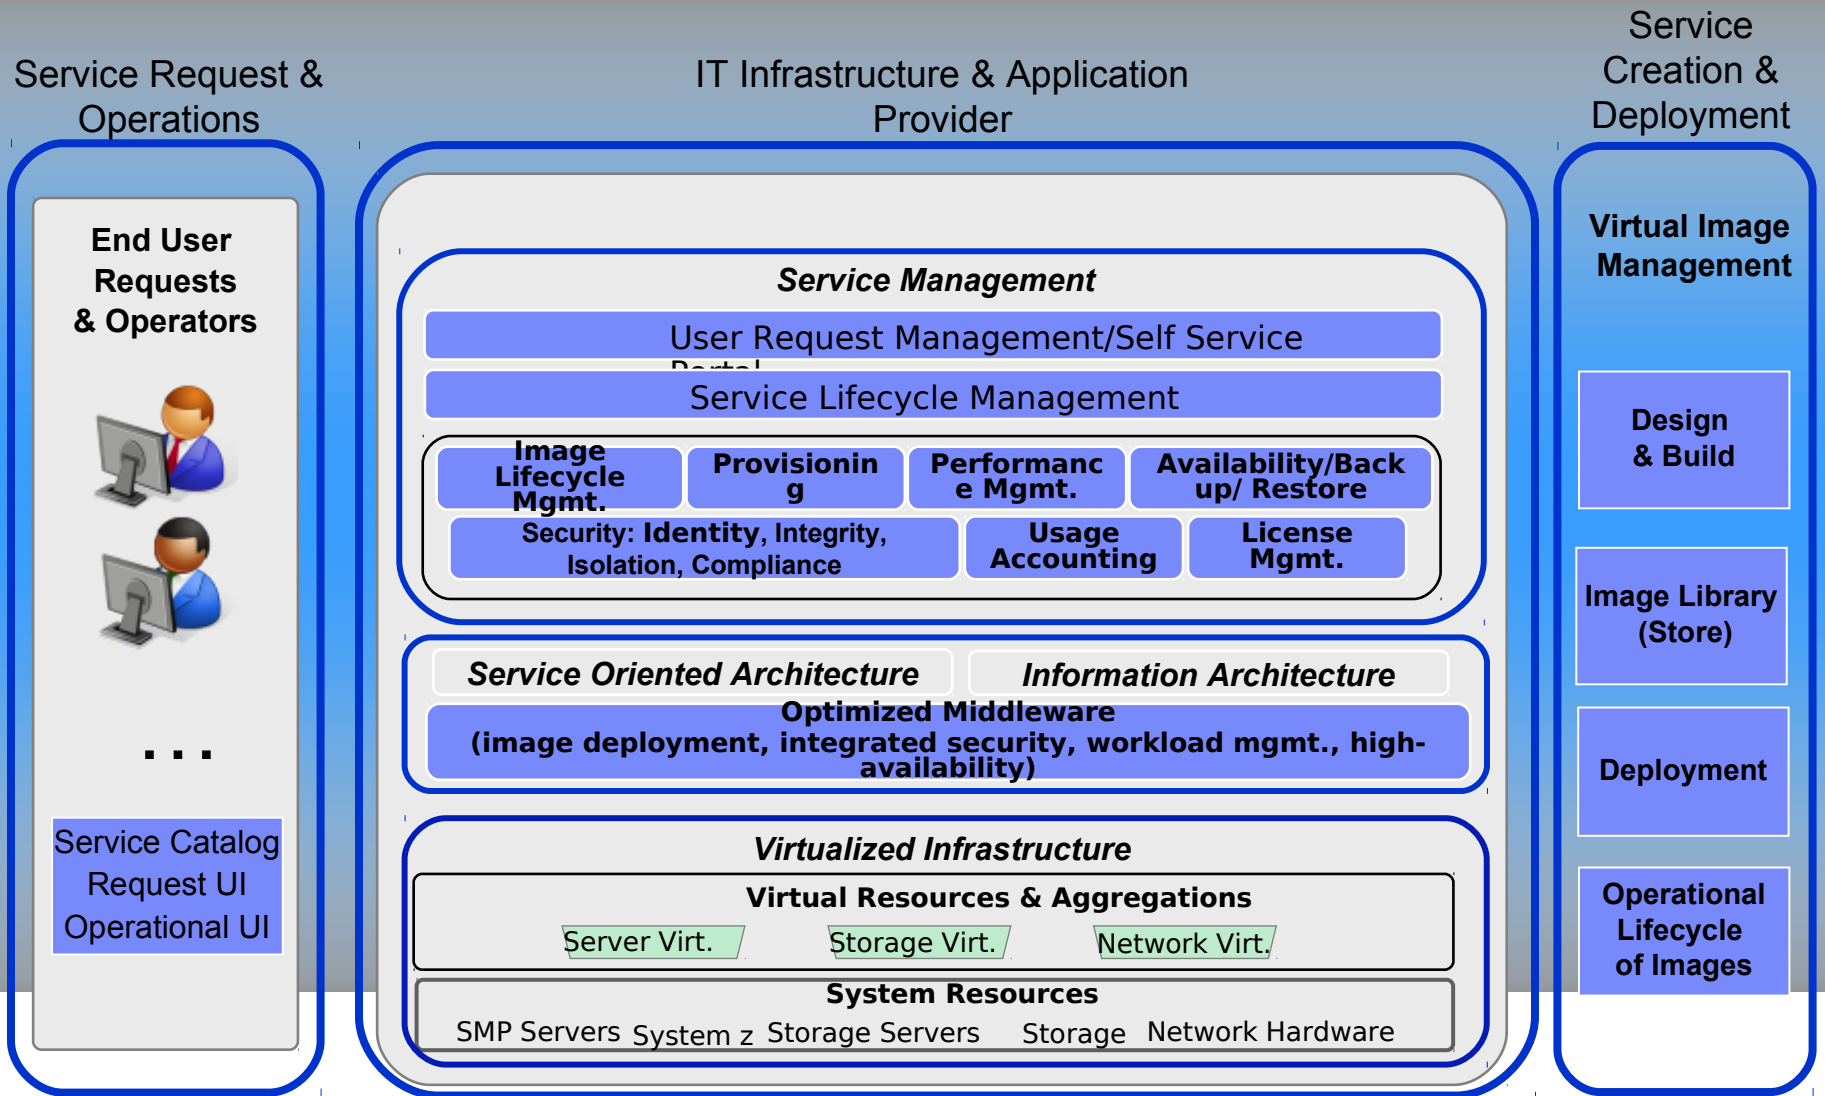 Service Request &
Operations
IT Infrastructure & Application
Provider
Service
Creation &
Deployment
End User
Requests
& Operators
. . .
Service Catalog
Request UI
Operational UI
Service Management
User Request Management/Self Service
Portal
Service Lifecycle Management
Image
Lifecycle
Mgmt.
Provisionin
g
Performanc
e Mgmt.
Availability/Back
up/ Restore
Security: Identity, Integrity,
Isolation, Compliance
Usage
Accounting
License
Mgmt.
Service Oriented Architecture
Information Architecture
Optimized Middleware
(image deployment, integrated security, workload mgmt., high-
availability)
Virtualized Infrastructure
Virtual Resources & Aggregations
Server Virt.
Storage Virt.
Network Virt.
System Resources
SMP Servers
System z
Storage Servers
Storage
Network Hardware
Virtual Image
Management
Design
& Build
Image Library
(Store)
Deployment
Operational
Lifecycle
of Images